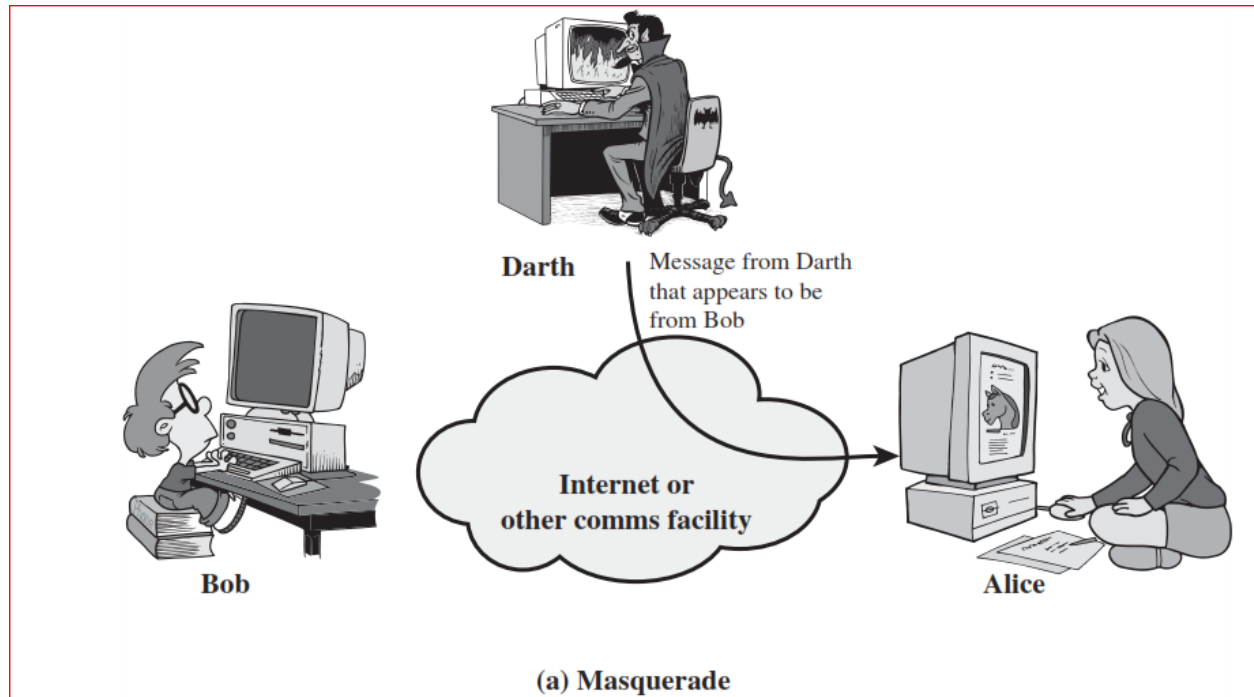 Darth
Message from Darth
that appears to be
from Bob
Internet or
other comms facility
Bob
Alice
(a) Masquerade